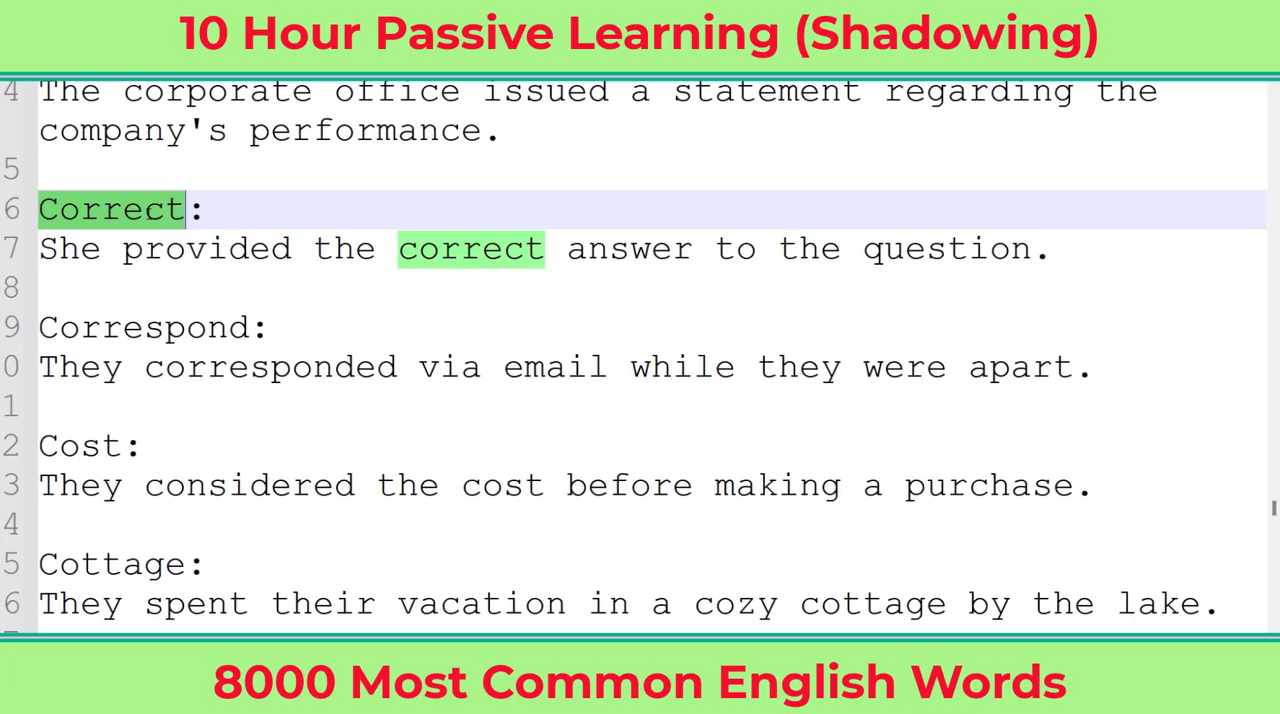 10 Hour Passive Learning (Shadowing)
4 The corporate office issued a statement regarding the
company's performance.
5
6 Correct:
7 She provided the correct answer to the question.
8
9 Correspond:
0 They corresponded via email while they were apart.
1
2 Cost:
3 They considered the cost before making a purchase.
4
5 Cottage:
6 They spent their vacation in a cozy cottage by the lake.
8000 Most Common English Words